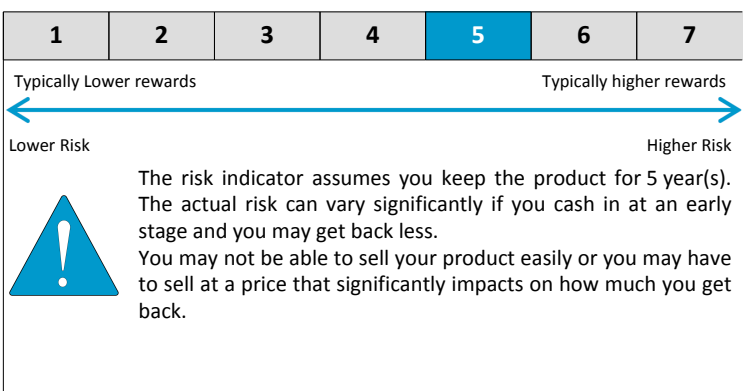 1 2 3 4 5 6 7
Typically Lower rewards Typically higher rewards
Lower Risk Higher Risk
The risk indicator assumes you keep the product for 5 year(s).
The actual risk can vary significantly if you cash in at an early
stage and you may get back less.
You may not be able to sell your product easily or you may have
to sell at a price that significantly impacts on how much you get
back.